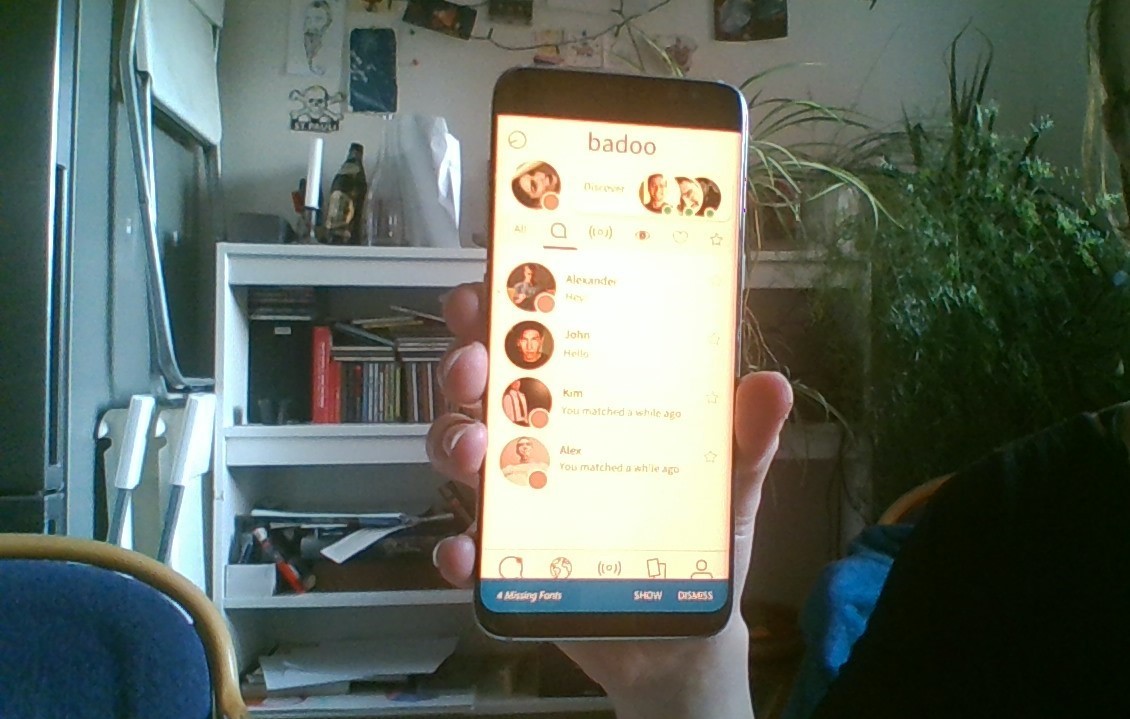 ST. PAULI
badoo
Discover
All
Alexander
Hey
John
Hello
Kim
You matched a while ago
Alex
You matched a while ago
4 Missing Fonts SHOW DISMISS